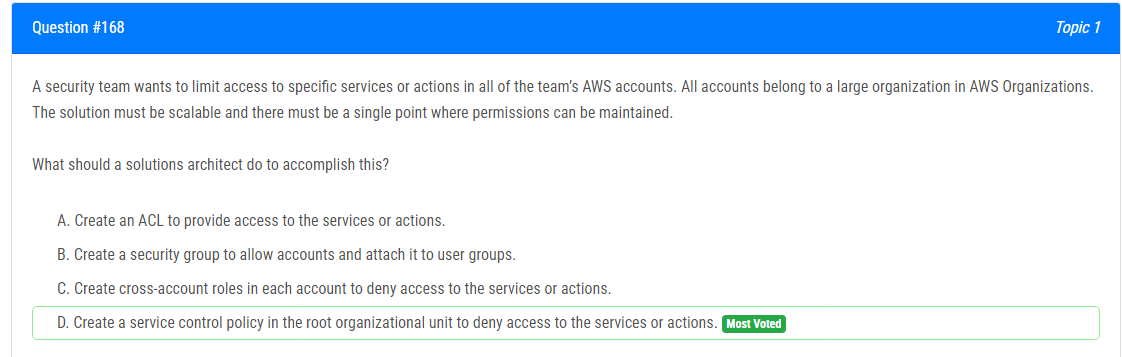 Question #168
Topic 1
A security team wants to limit access to specific services or actions in all of the team's AWS accounts. All accounts belong to a large organization in AWS Organizations.
The solution must be scalable and there must be a single point where permissions can be maintained.
What should a solutions architect do to accomplish this?
A. Create an ACL to provide access to the services or actions.
B. Create a security group to allow accounts and attach it to user groups.
C. Create cross-account roles in each account to deny access to the services or actions.
D. Create a service control policy in the root organizational unit to deny access to the services or actions. Most Voted